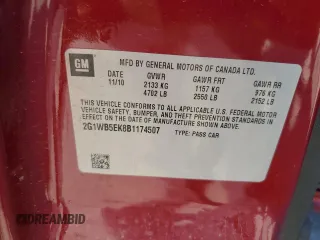 GM
MFD BY GENERAL MOTORS OF CANADA LTD.
11/10 GVWR GAWR FRT GAWR RR
2133 KG 1157 KG 976 KG
4702 LB 2550 LB 2152 LB
THIS VEHICLE CONFORMS TO ALL APPLICABLE U.S. FEDERAL MOTOR
VEHICLE SAFETY, BUMPER, AND THEFT PREVENTION STANDARDS IN
EFFECT ON THE DATE OF MANUFACTURE SHOWN ABOVE.
2G1WB5EK8B1174507 TYPE: PASS CAR
DREAMBID